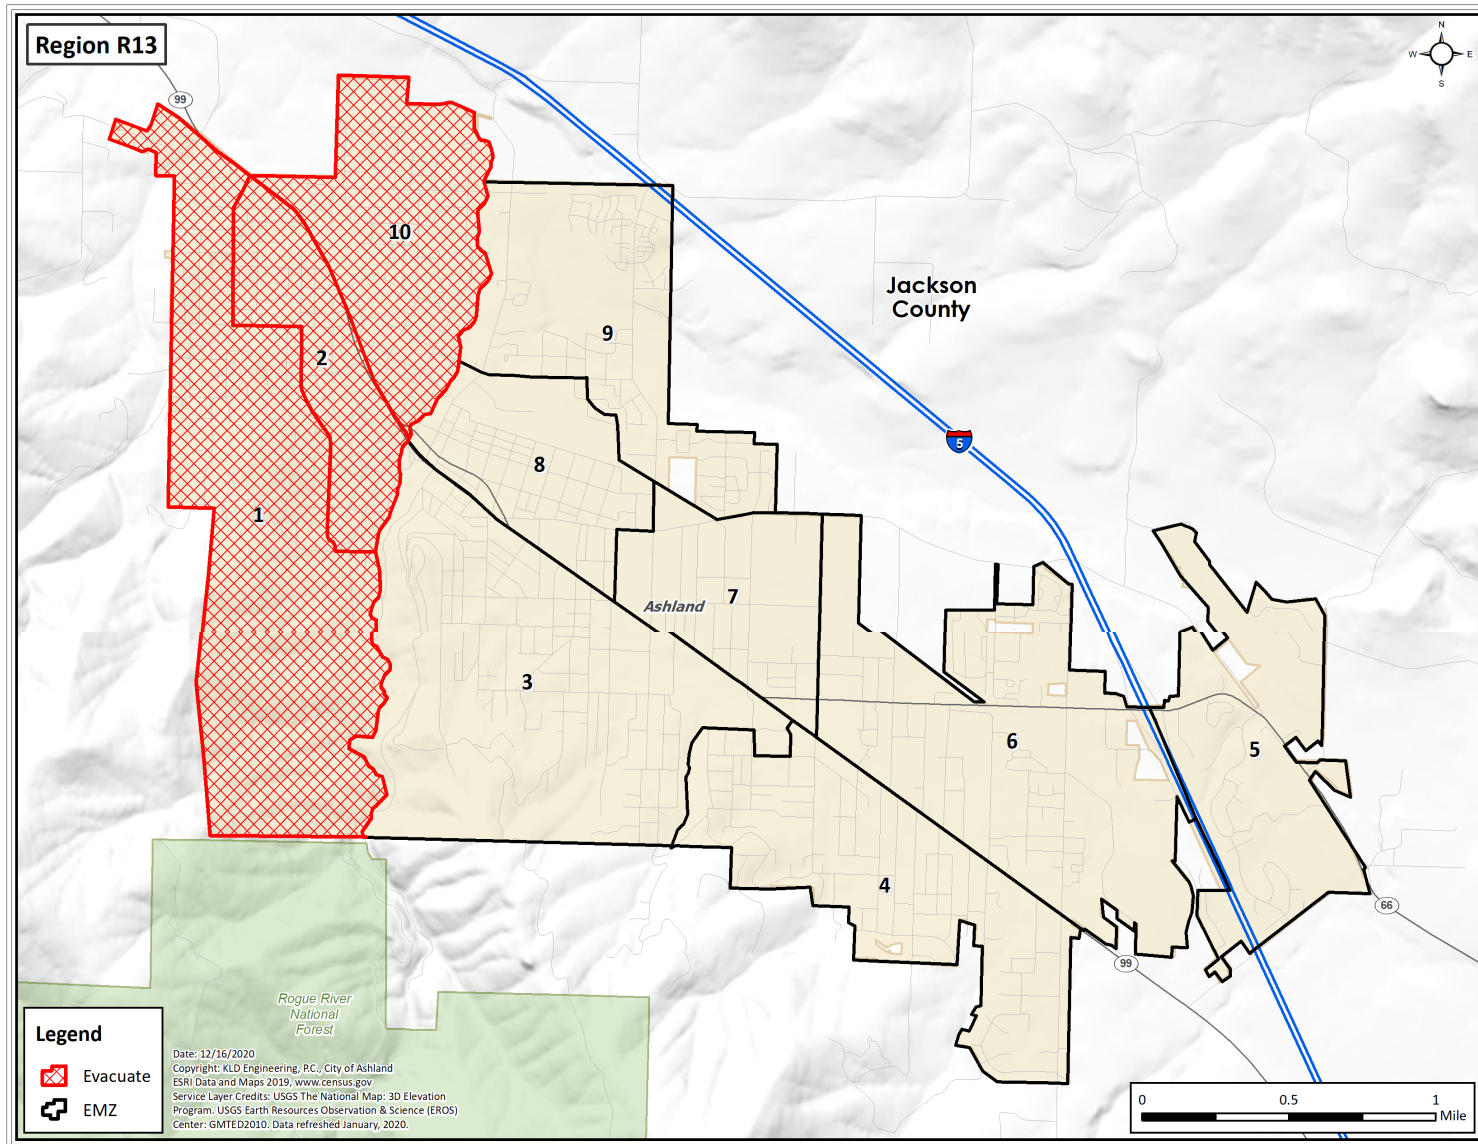 Region R13
N
W
E
S
99
10
Jackson
County
9
2
5
8
1
7
Ashland
3
6
5
4
66
99
Rogue River
National
Forest
Legend
Evacuate
EMZ
Date: 12/16/2020
Copyright: KLD Engineering, P.C., City of Ashland
ESRI Data and Maps 2019, www.census.gov
Service Layer Credits: USGS The National Map: 3D Elevation
Program. USGS Earth Resources Observation & Science (EROS)
Center: GMTED2010. Data refreshed January, 2020.
0 0.5 1
Mile